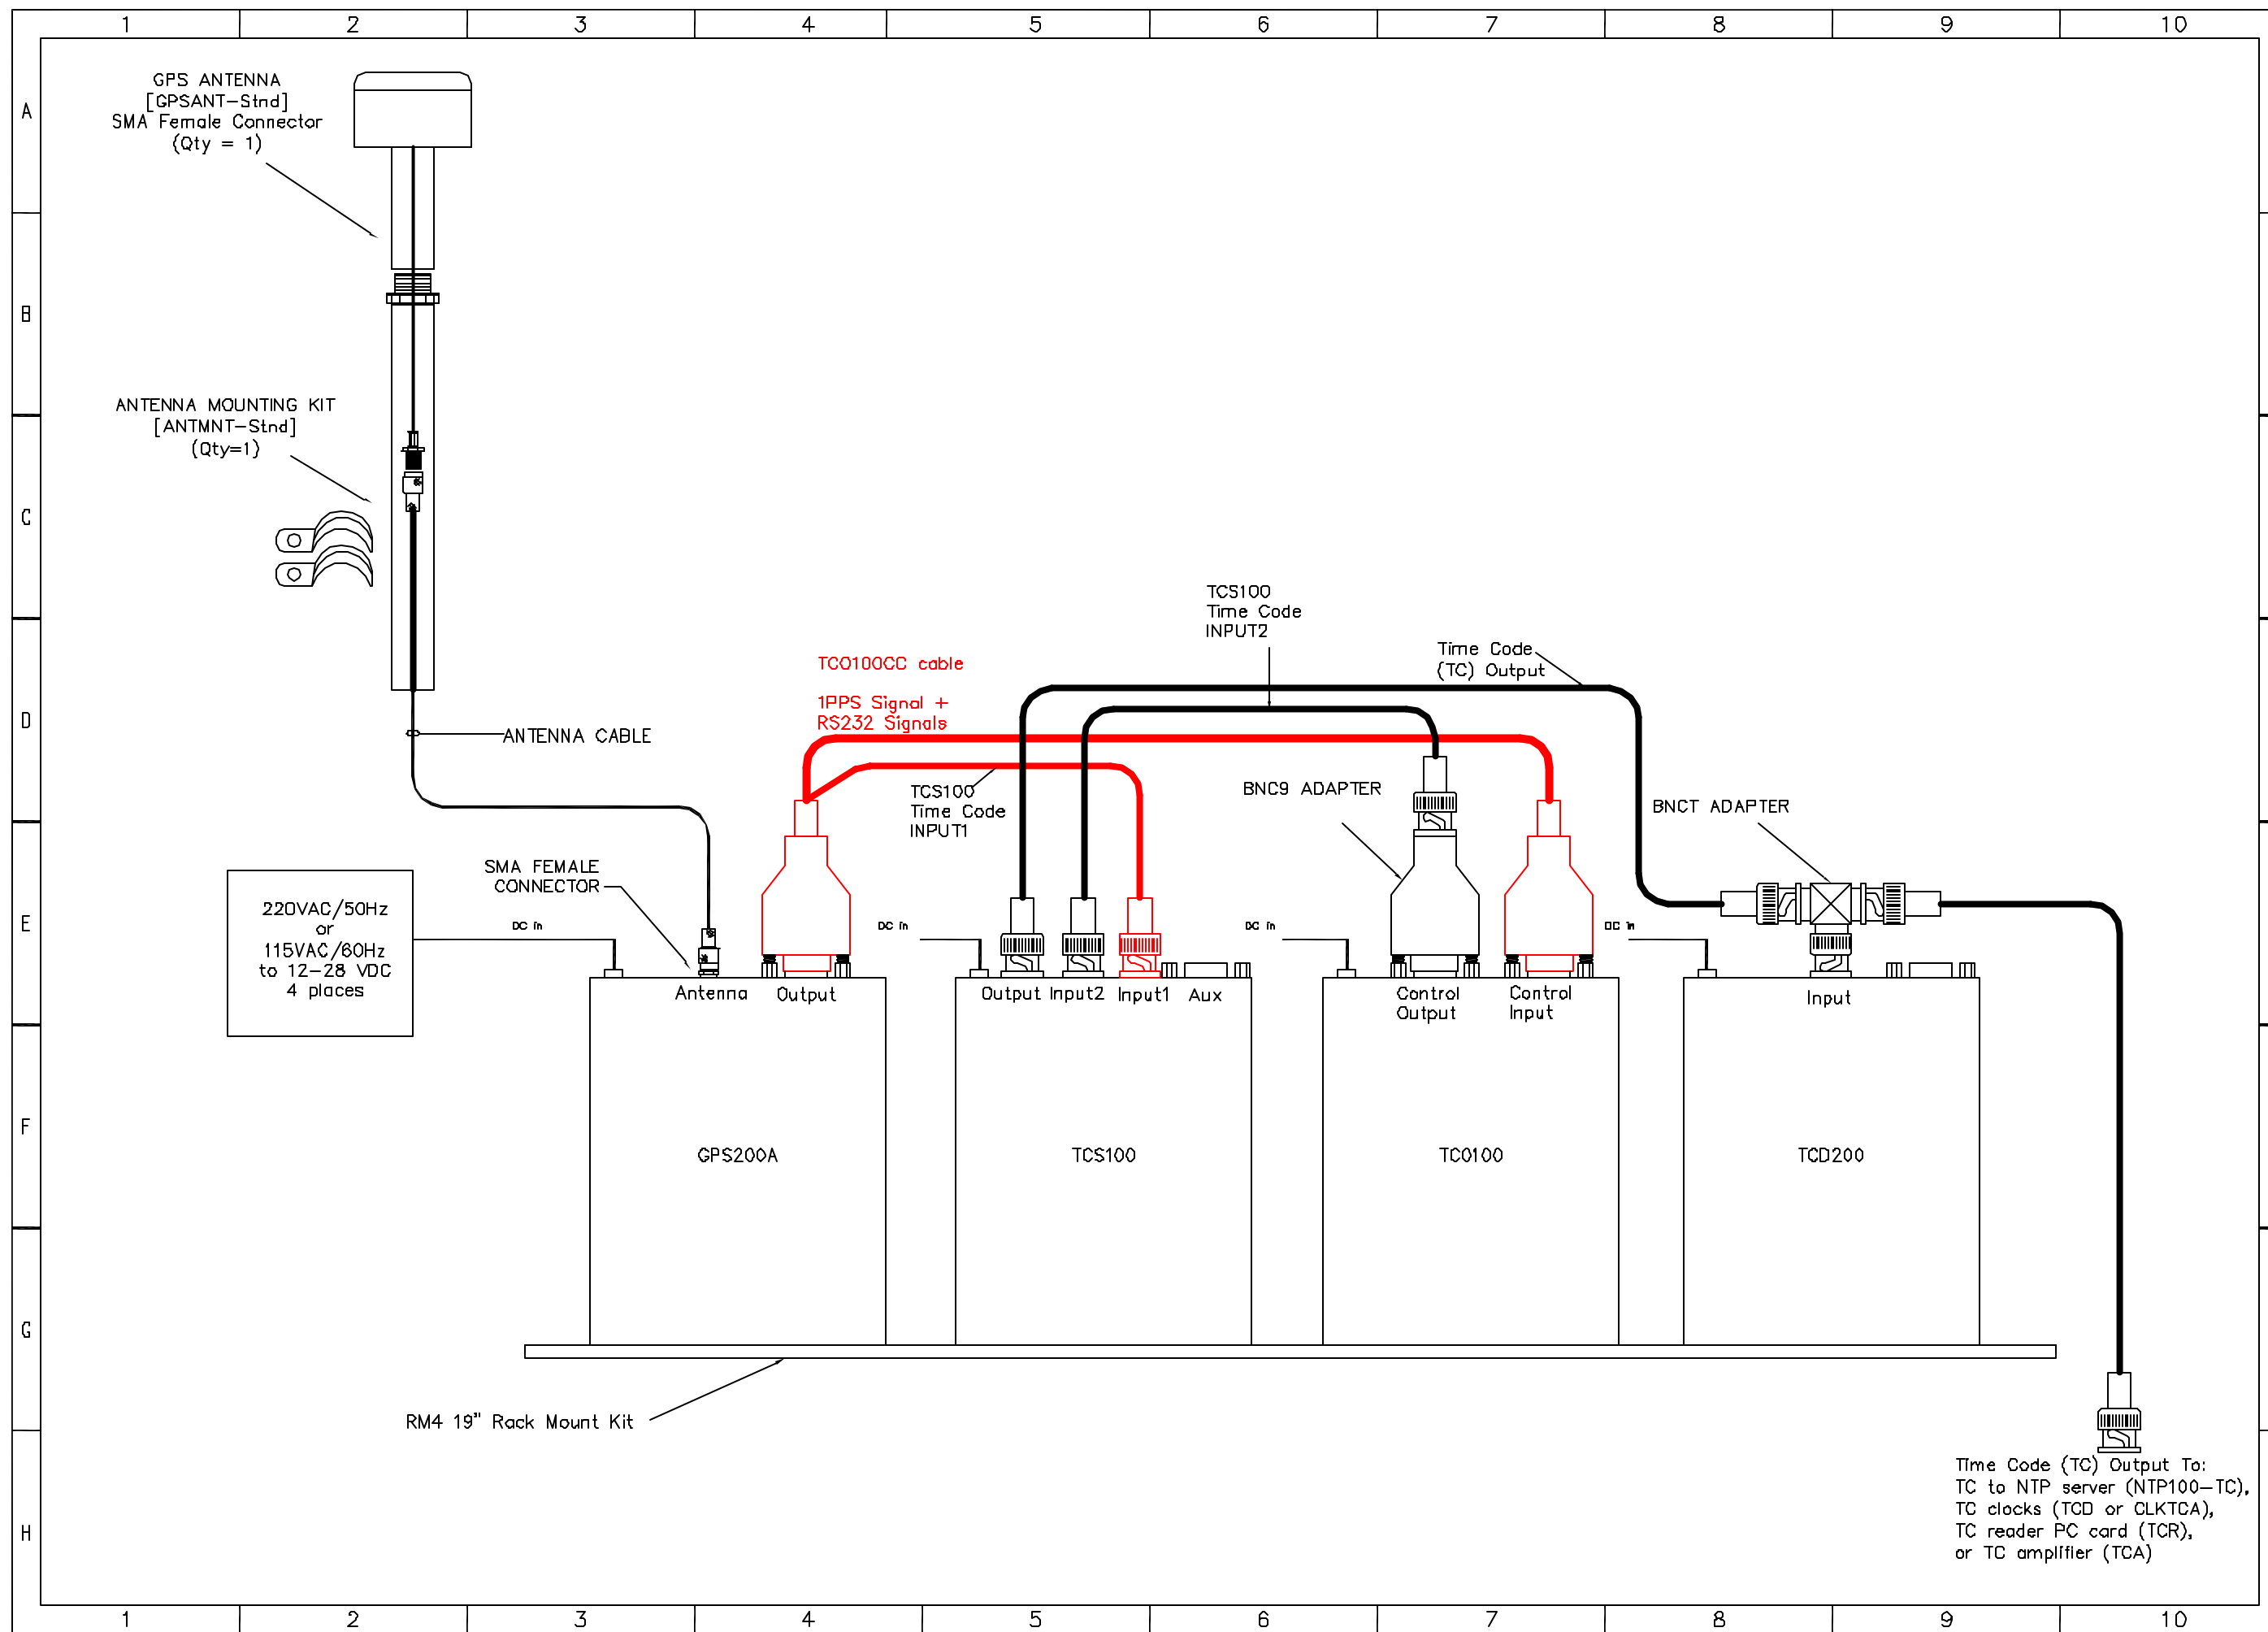 1 2 3 4 5 6 7 8 9 10
A
B
C
D
E
F
G
H
GPS ANTENNA
[GPSANT-Stnd]
SMA Female Connector
(Qty = 1)
ANTENNA MOUNTING KIT
[ANTMNT-Stnd]
(Qty=1)
ANTENNA CABLE
TCO100CC cable
1PPS Signal +
RS232 Signals
TCS100
Time Code
INPUT2
Time Code
(TC) Output
TCS100
Time Code
INPUT1
BNC9 ADAPTER
BNCT ADAPTER
SMA FEMALE
CONNECTOR
220VAC/50Hz
or
115VAC/60Hz
to 12-28 VDC
4 places
DC in
DC in
DC in
DC in
Antenna Output
Output Input2 Input1 Aux
Control
Output
Control
Input
Input
GPS200A
TCS100
TCO100
TCD200
RM4 19" Rack Mount Kit
Time Code (TC) Output To:
TC to NTP server (NTP100-TC),
TC clocks (TCD or CLKTCA),
TC reader PC card (TCR),
or TC amplifier (TCA)
1 2 3 4 5 6 7 8 9 10